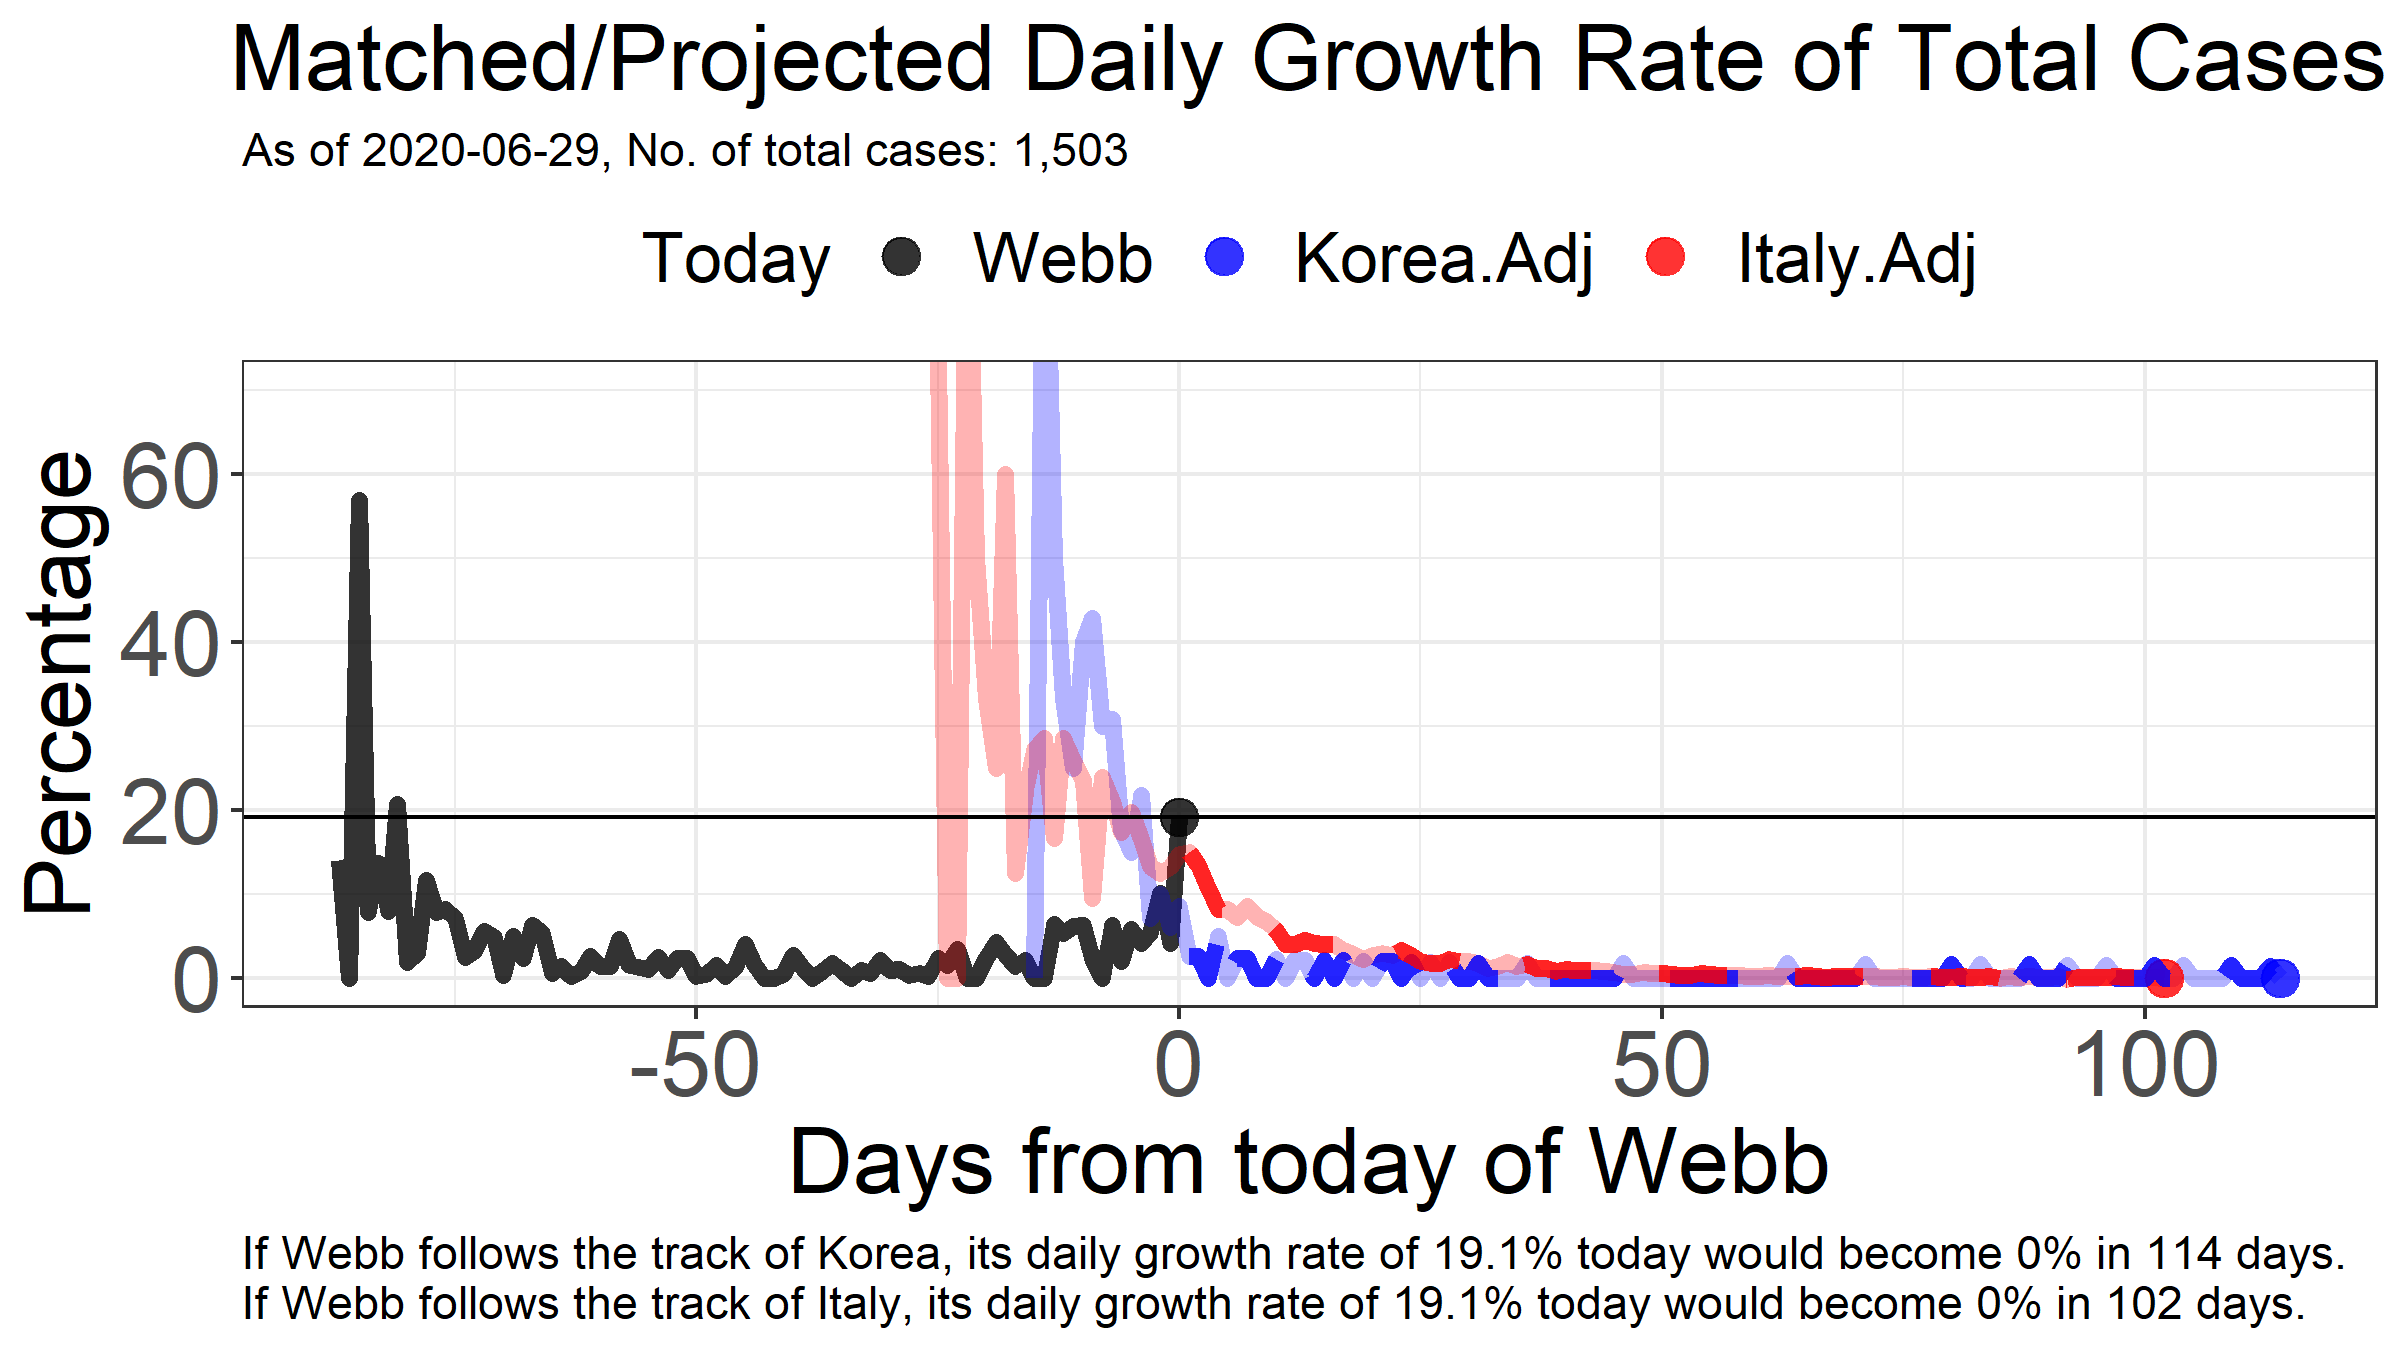 Matched/Projected Daily Growth Rate of Total Cases
As of 2020-06-29, No. of total cases: 1,503
Today Webb Korea.Adj Italy.Adj
Percentage
60
40
20
0
-50 0 50 100
Days from today of Webb
If Webb follows the track of Korea, its daily growth rate of 19.1% today would become 0% in 114 days.
If Webb follows the track of Italy, its daily growth rate of 19.1% today would become 0% in 102 days.